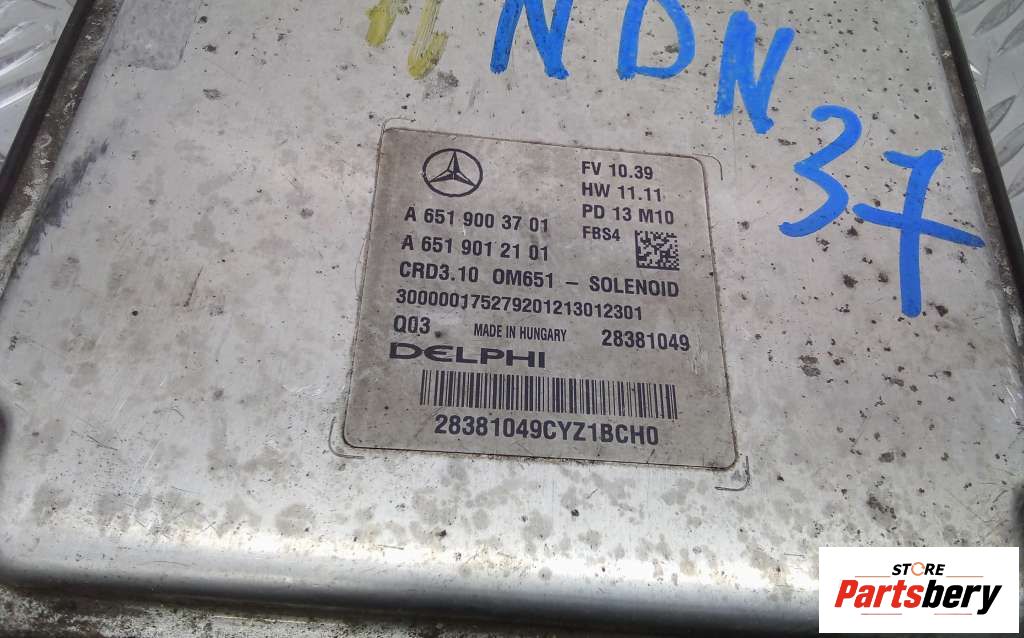 NDN
37
FV 10.39
HW 11.11
A 651 900 37 01 PD 13 M10
A 651 901 21 01 FBS4
CRD3.10 OM651 - SOLENOID
300000175279201213012301
Q03 MADE IN HUNGARY 28381049
DELPHI
28381049CYZ1BCH0
STORE
Partsbery